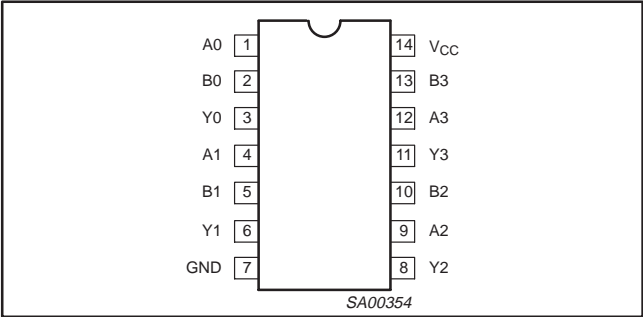 A0 1 14 VCC
B0 2 13 B3
Y0 3 12 A3
A1 4 11 Y3
B1 5 10 B2
Y1 6 9 A2
GND 7 8 Y2
SA00354